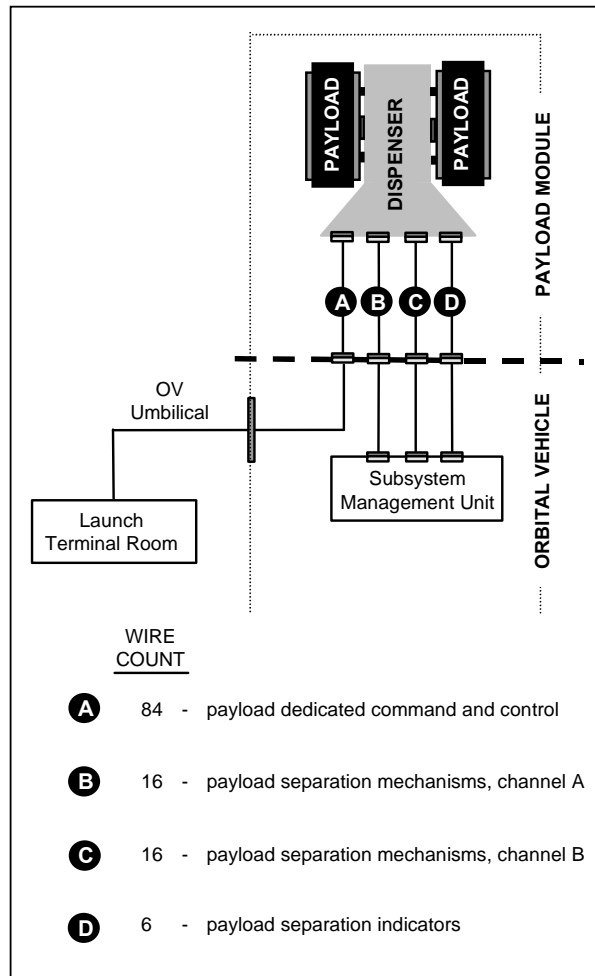 PAYLOAD
DISPENSER
PAYLOAD
PAYLOAD MODULE
A B C D
OV
Umbilical
ORBITAL VEHICLE
Subsystem
Management Unit
Launch
Terminal Room
WIRE
COUNT
A 84 - payload dedicated command and control
B 16 - payload separation mechanisms, channel A
C 16 - payload separation mechanisms, channel B
D 6 - payload separation indicators